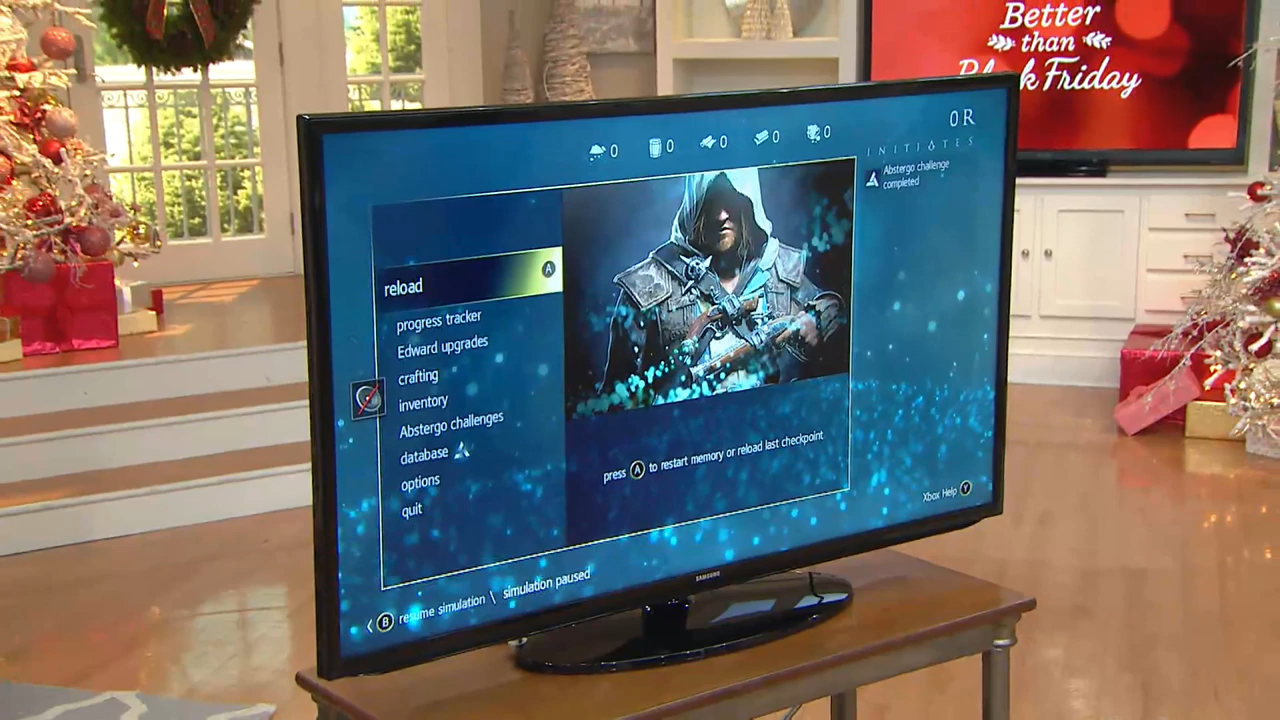 Better
than
Black Friday
0 R
INITIATES
Abstergo challenge
completed
0 0 0 0 0
reload A
progress tracker
Edward upgrades
crafting
inventory
Abstergo challenges
database
options
quit
press A to restart memory or reload last checkpoint
Xbox Help Y
B resume simulation \ simulation paused
SAMSUNG